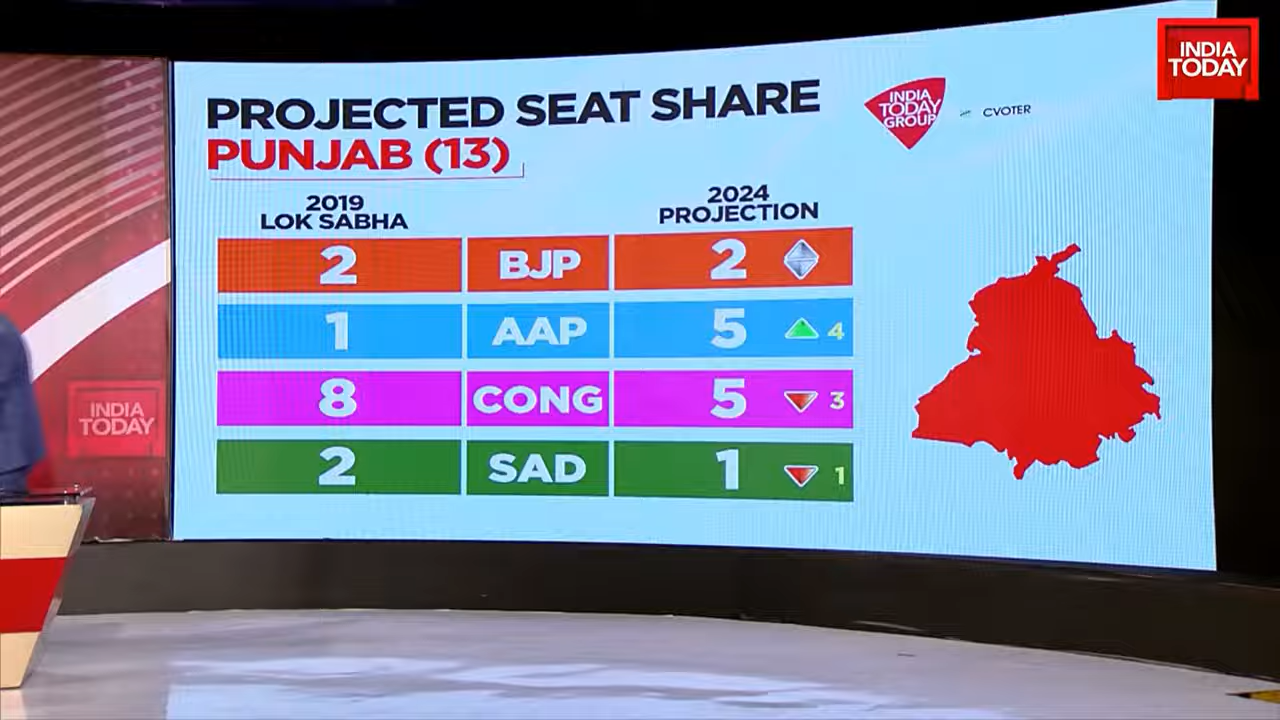 INDIA
TODAY
PROJECTED SEAT SHARE
PUNJAB (13)
INDIA
TODAY
GROUP
CVOTER
2019
LOK SABHA
2024
PROJECTION
2 BJP 2
1 AAP 5 4
8 CONG 5 3
2 SAD 1 1
INDIA
TODAY